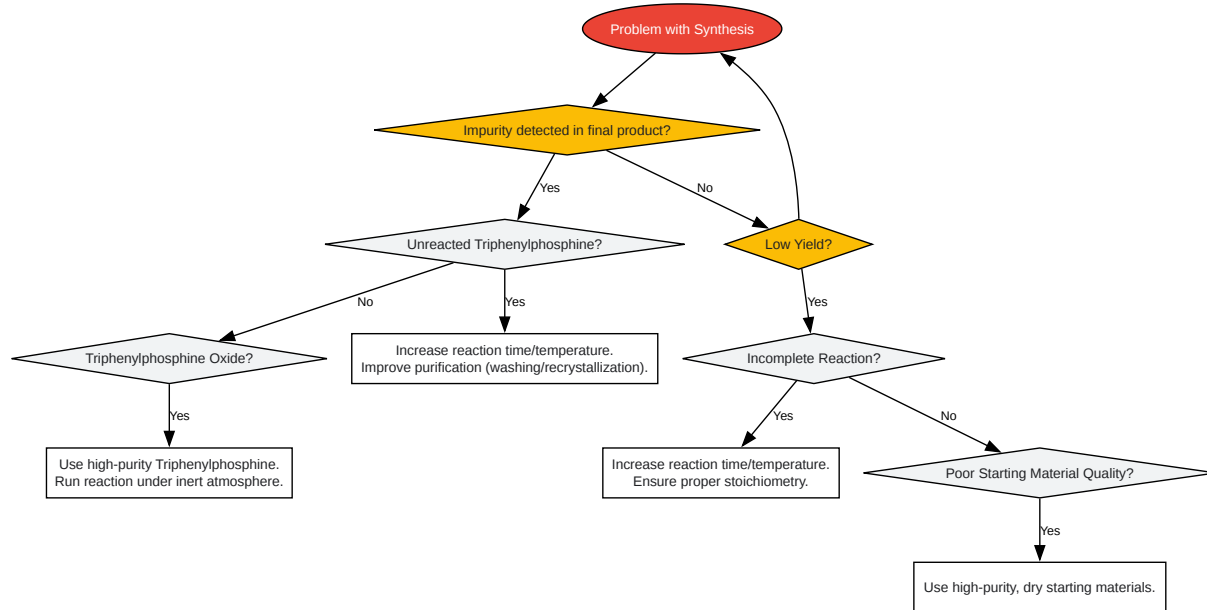 Problem with Synthesis
Impurity detected in final product?
Yes
No
Unreacted Triphenylphosphine?
Low Yield?
No
Yes
Yes
Triphenylphosphine Oxide?
Increase reaction time/temperature.
Improve purification (washing/recrystallization).
Incomplete Reaction?
Yes
Yes
No
Use high-purity Triphenylphosphine.
Run reaction under inert atmosphere.
Increase reaction time/temperature.
Ensure proper stoichiometry.
Poor Starting Material Quality?
Yes
Use high-purity, dry starting materials.